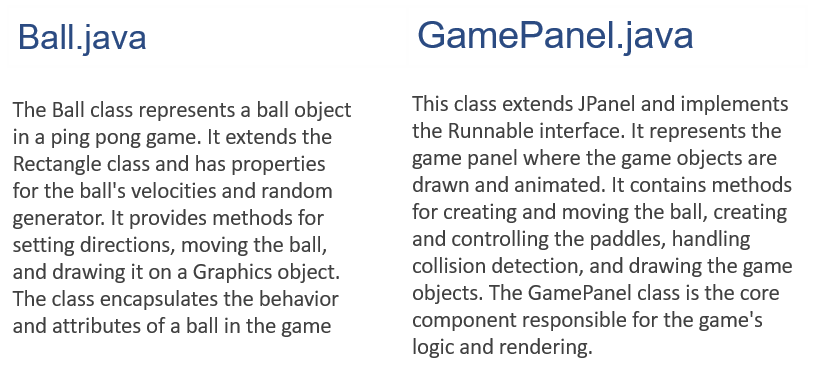 Ball.java
The Ball class represents a ball object
in a ping pong game. It extends the
Rectangle class and has properties
for the ball's velocities and random
generator. It provides methods for
setting directions, moving the ball,
and drawing it on a Graphics object.
The class encapsulates the behavior
and attributes of a ball in the game
GamePanel.java
This class extends JPanel and implements
the Runnable interface. It represents the
game panel where the game objects are
drawn and animated. It contains methods
for creating and moving the ball, creating
and controlling the paddles, handling
collision detection, and drawing the game
objects. The GamePanel class is the core
component responsible for the game's
logic and rendering.